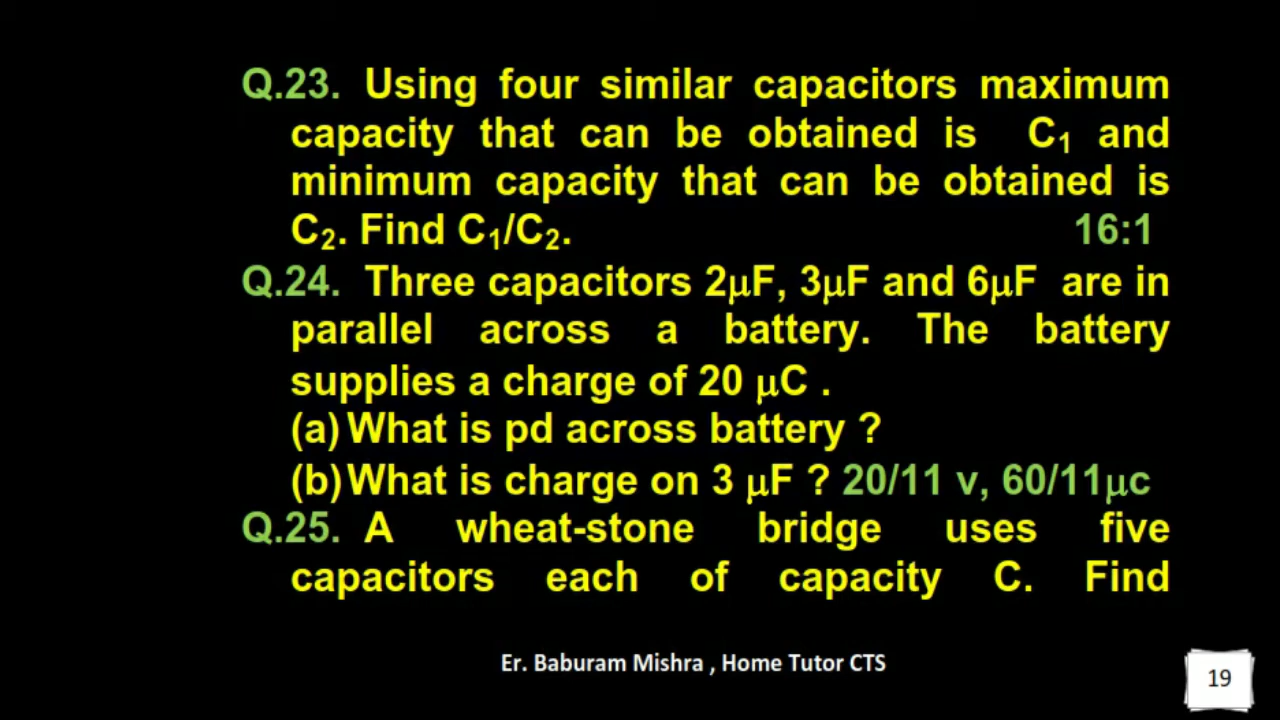 Q.23. Using four similar capacitors maximum
capacity that can be obtained is C₁ and
minimum capacity that can be obtained is
C₂. Find C₁/C₂. 16:1
Q.24. Three capacitors 2μF, 3μF and 6μF are in
parallel across a battery. The battery
supplies a charge of 20 μC .
(a) What is pd across battery ?
(b) What is charge on 3 μF ? 20/11 v, 60/11μc
Q.25. A wheat-stone bridge uses five
capacitors each of capacity C. Find
Er. Baburam Mishra , Home Tutor CTS
19